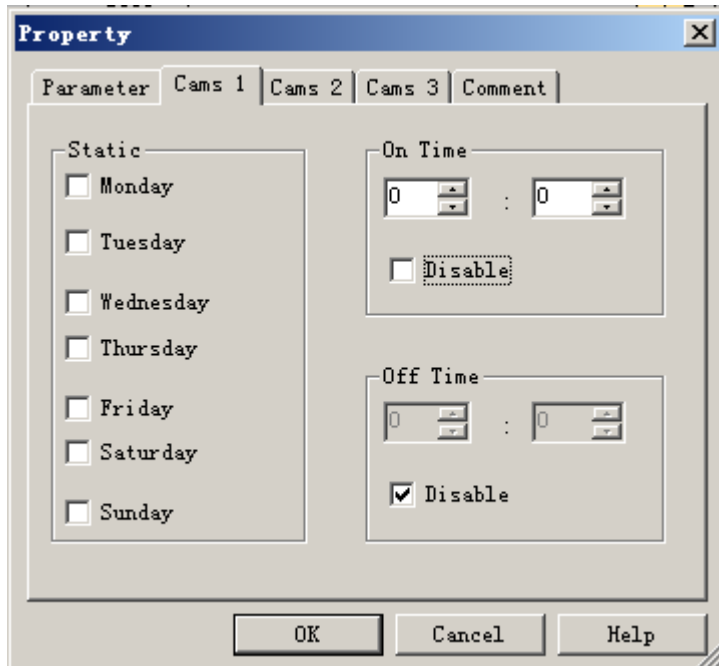 Property
Parameter Cams 1 Cams 2 Cams 3 Comment
Static
Monday
Tuesday
Wednesday
Thursday
Friday
Saturday
Sunday
On Time
0 : 0
Disable
Off Time
0 : 0
Disable
OK Cancel Help